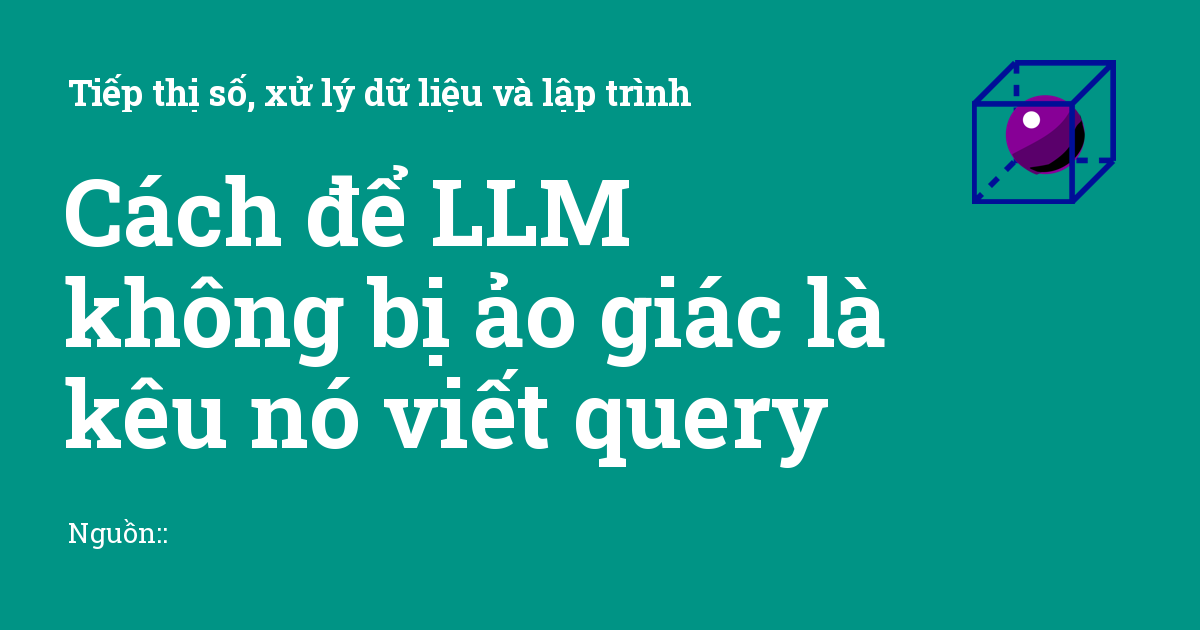 Tiếp thị số, xử lý dữ liệu và lập trình
Cách để LLM
không bị ảo giác là
kêu nó viết query
Nguồn::